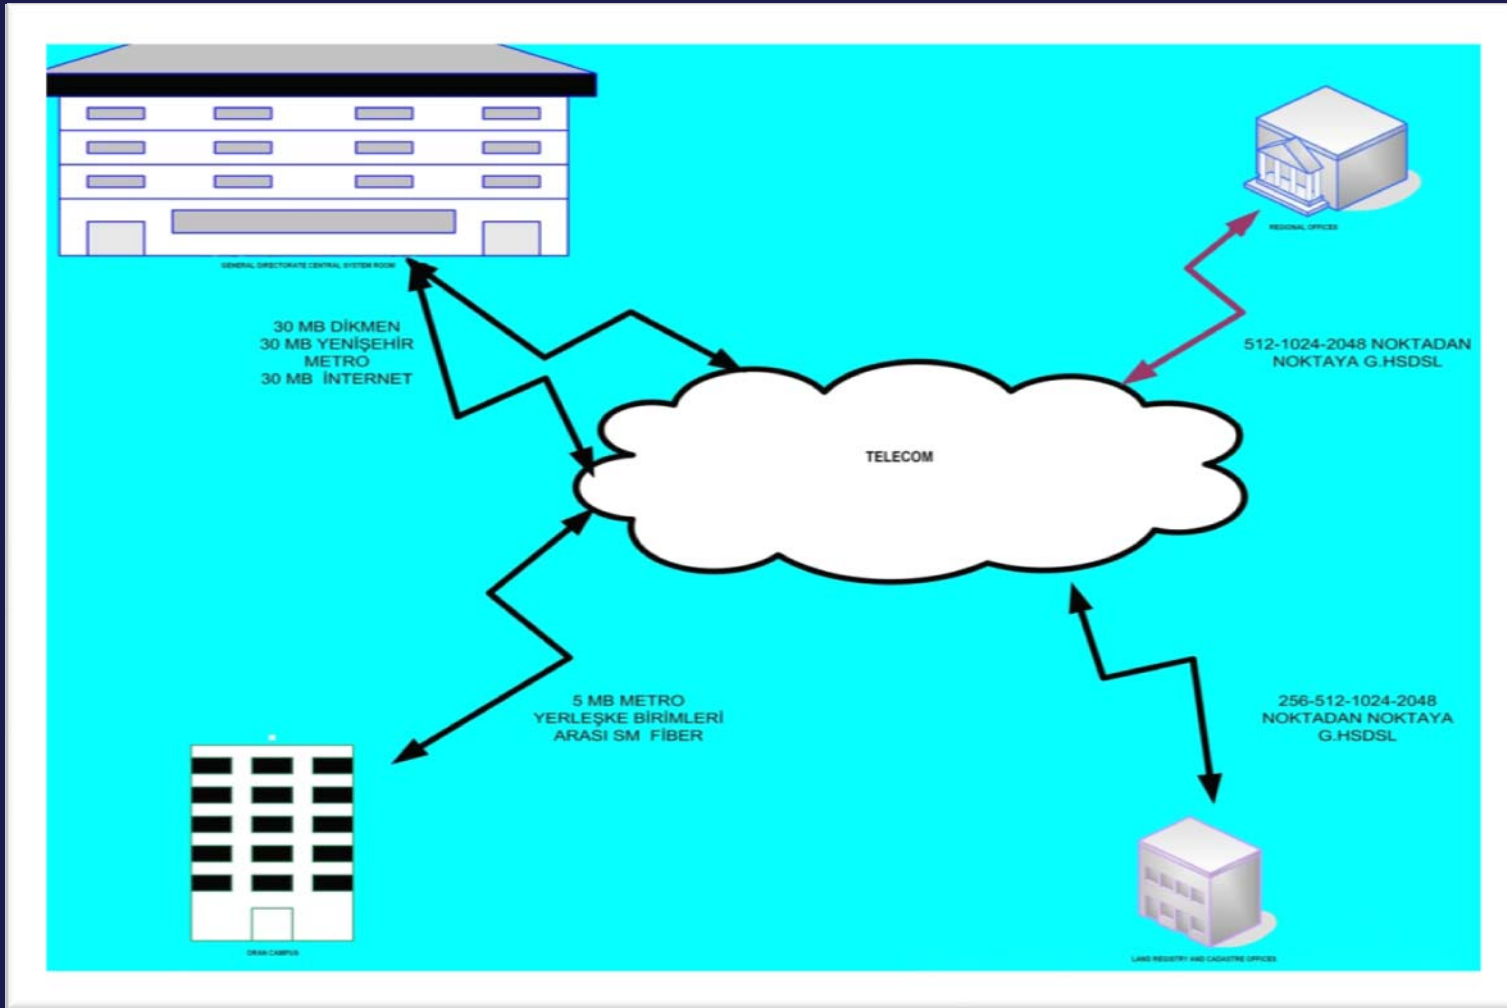 GENERAL DIRECTORATE CENTRAL SYSTEM ROOM
REGIONAL OFFICES
30 MB DİKMEN
30 MB YENİŞEHİR
METRO
30 MB İNTERNET
512-1024-2048 NOKTADAN
NOKTAYA G.HSDSL
TELECOM
5 MB METRO
YERLEŞKE BİRİMLERİ
ARASI SM FİBER
256-512-1024-2048
NOKTADAN NOKTAYA
G.HSDSL
ORAN CAMPUS
LAND REGISTRY AND CADASTRE OFFICES